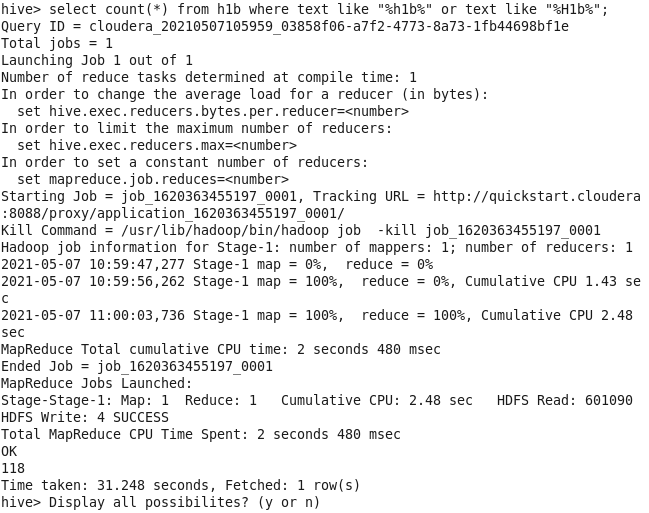 hive> select count(*) from h1b where text like "%h1b%" or text like "%H1b%";
Query ID = cloudera_20210507105959_03858f06-a7f2-4773-8a73-1fb44698bf1e
Total jobs = 1
Launching Job 1 out of 1
Number of reduce tasks determined at compile time: 1
In order to change the average load for a reducer (in bytes):
  set hive.exec.reducers.bytes.per.reducer=<number>
In order to limit the maximum number of reducers:
  set hive.exec.reducers.max=<number>
In order to set a constant number of reducers:
  set mapreduce.job.reduces=<number>
Starting Job = job_1620363455197_0001, Tracking URL = http://quickstart.cloudera
:8088/proxy/application_1620363455197_0001/
Kill Command = /usr/lib/hadoop/bin/hadoop job  -kill job_1620363455197_0001
Hadoop job information for Stage-1: number of mappers: 1; number of reducers: 1
2021-05-07 10:59:47,277 Stage-1 map = 0%,  reduce = 0%
2021-05-07 10:59:56,262 Stage-1 map = 100%,  reduce = 0%, Cumulative CPU 1.43 se
c
2021-05-07 11:00:03,736 Stage-1 map = 100%,  reduce = 100%, Cumulative CPU 2.48
sec
MapReduce Total cumulative CPU time: 2 seconds 480 msec
Ended Job = job_1620363455197_0001
MapReduce Jobs Launched:
Stage-Stage-1: Map: 1  Reduce: 1   Cumulative CPU: 2.48 sec   HDFS Read: 601090
HDFS Write: 4 SUCCESS
Total MapReduce CPU Time Spent: 2 seconds 480 msec
OK
118
Time taken: 31.248 seconds, Fetched: 1 row(s)
hive> Display all possibilites? (y or n)